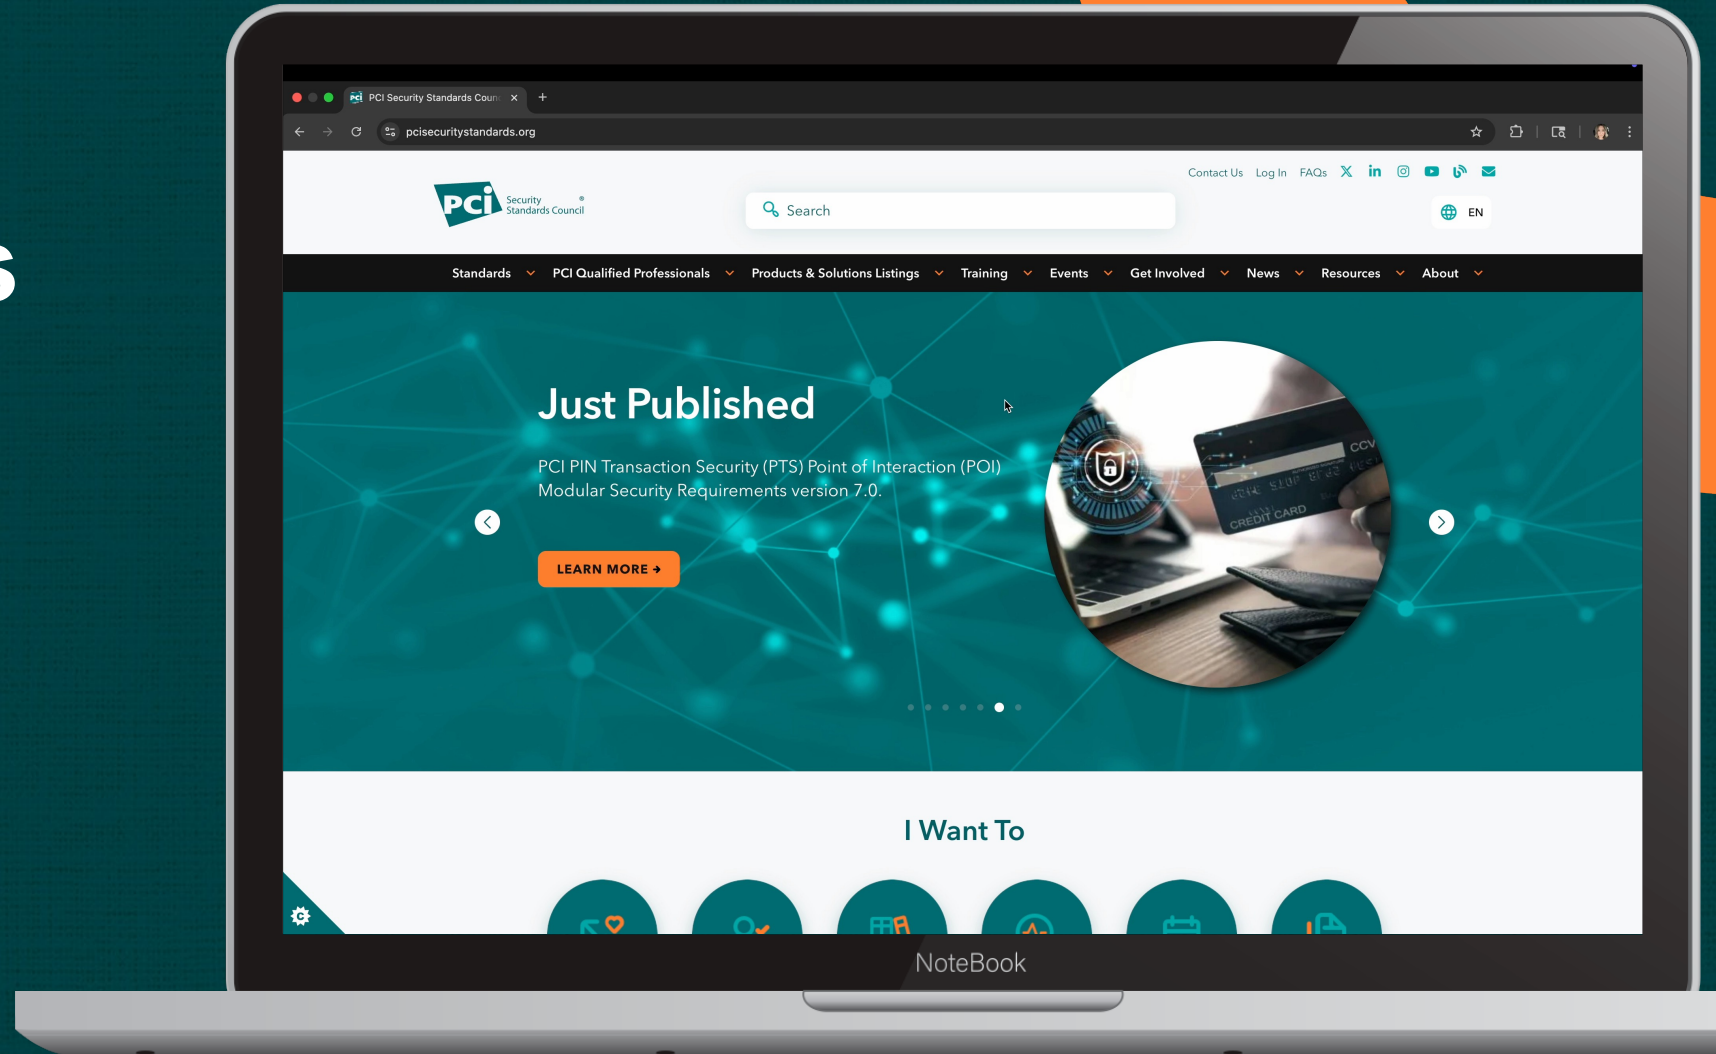 s
PCI Security Standards Coun
pcisecuritystandards.org
Contact Us Log In FAQs
PCI Security Standards Council ®
Search
EN
Standards PCI Qualified Professionals Products & Solutions Listings Training Events Get Involved News Resources About
Just Published
PCI PIN Transaction Security (PTS) Point of Interaction (POI)
Modular Security Requirements version 7.0.
LEARN MORE →
CCV
CREDIT CARD
I Want To
NoteBook